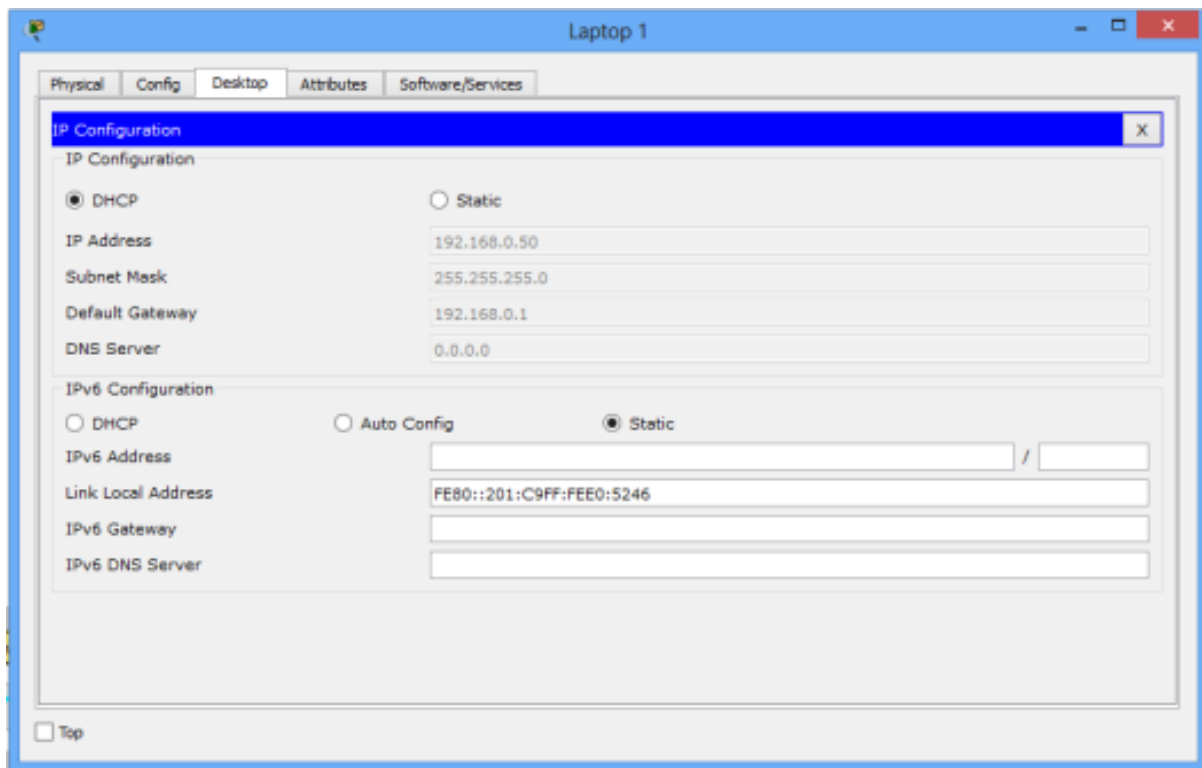 Laptop 1
Physical Config Desktop Attributes Software/Services
IP Configuration X
IP Configuration
DHCP Static
IP Address 192.168.0.50
Subnet Mask 255.255.255.0
Default Gateway 192.168.0.1
DNS Server 0.0.0.0
IPv6 Configuration
DHCP Auto Config Static
IPv6 Address /
Link Local Address FE80::201:C9FF:FEE0:5246
IPv6 Gateway
IPv6 DNS Server
Top